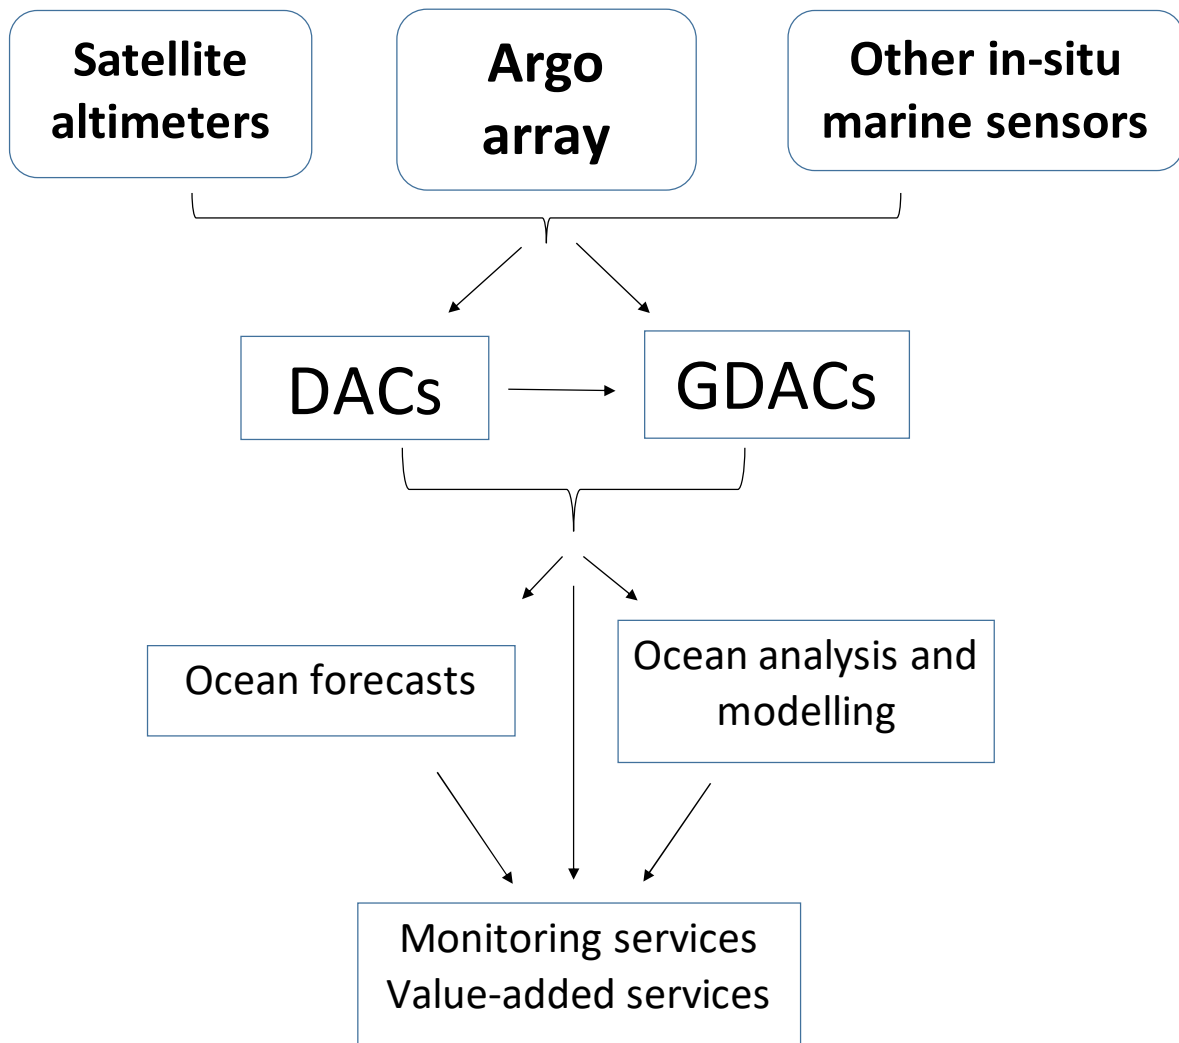 Satellite
altimeters
Argo
array
Other in-situ
marine sensors
DACs
GDACs
Ocean forecasts
Ocean analysis and
modelling
Monitoring services
Value-added services